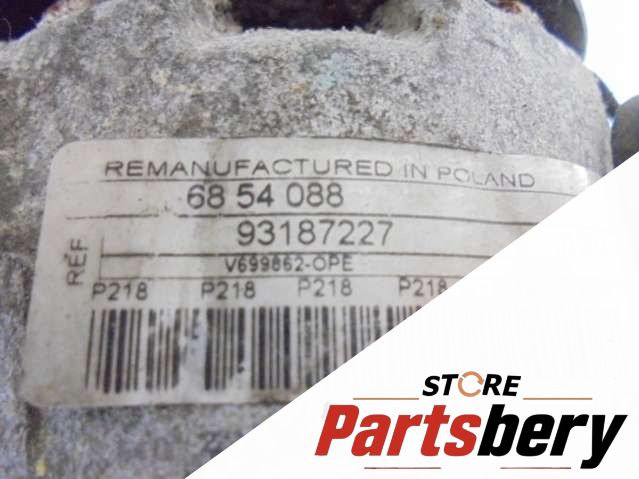 REMANUFACTURED IN POLAND
68 54 088
93187227
RÉF
V699862-OPE
P218 P218 P218 P218
STORE
Partsbery